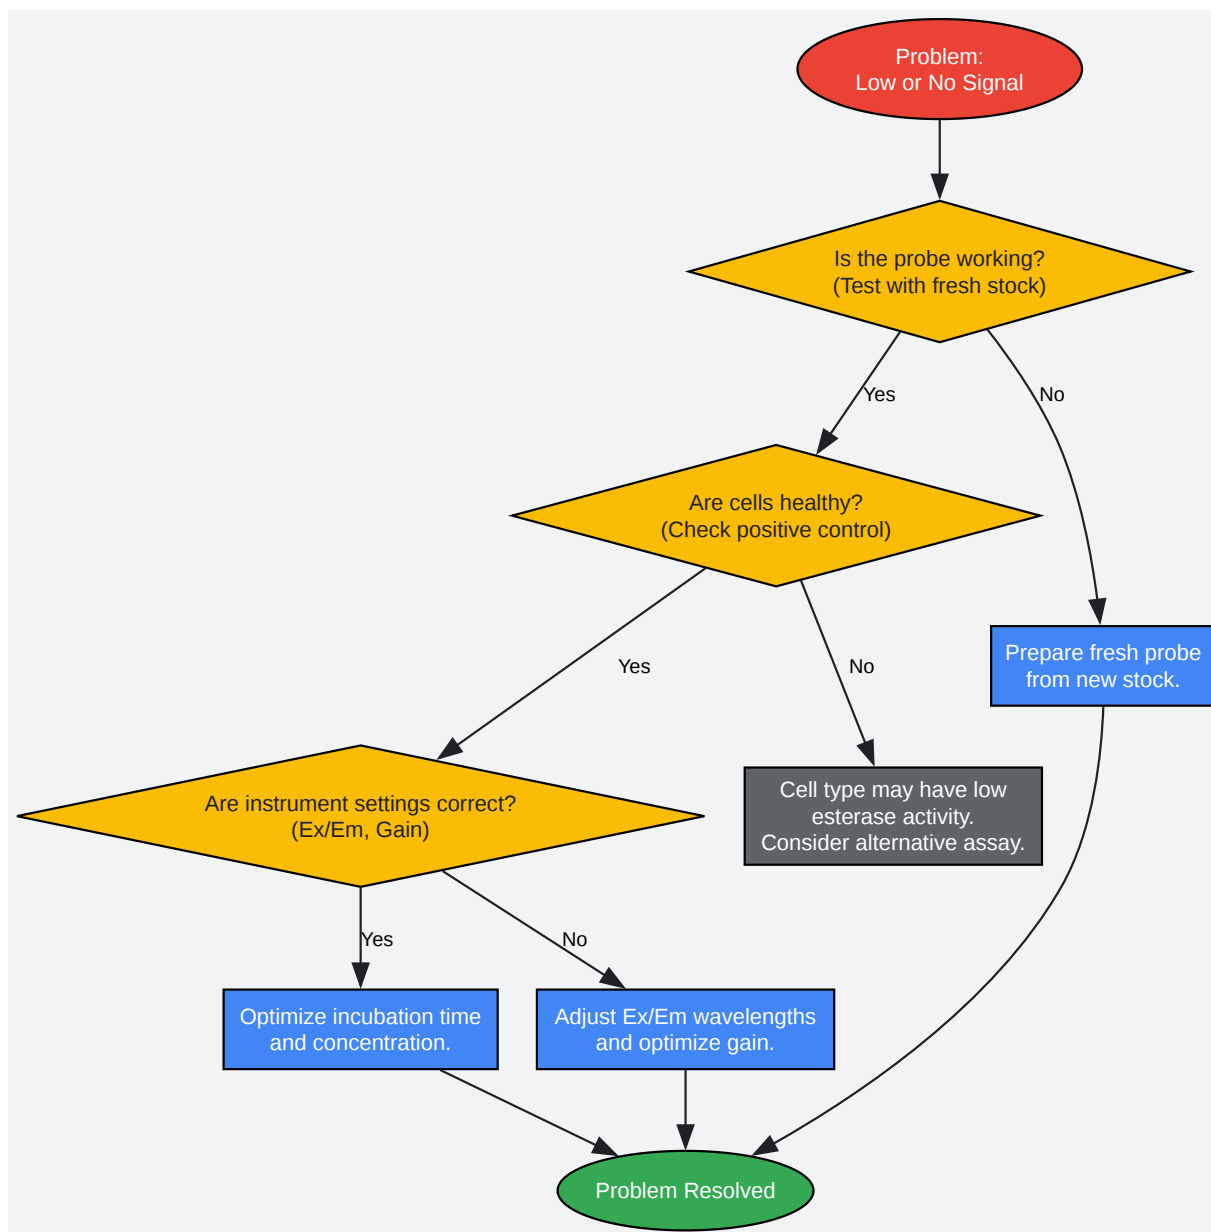 Problem:
Low or No Signal
Is the probe working?
(Test with fresh stock)
Yes
No
Are cells healthy?
(Check positive control)
Yes
No
Prepare fresh probe
from new stock.
Are instrument settings correct?
(Ex/Em, Gain)
Cell type may have low
esterase activity.
Consider alternative assay.
Yes
No
Optimize incubation time
and concentration.
Adjust Ex/Em wavelengths
and optimize gain.
Problem Resolved